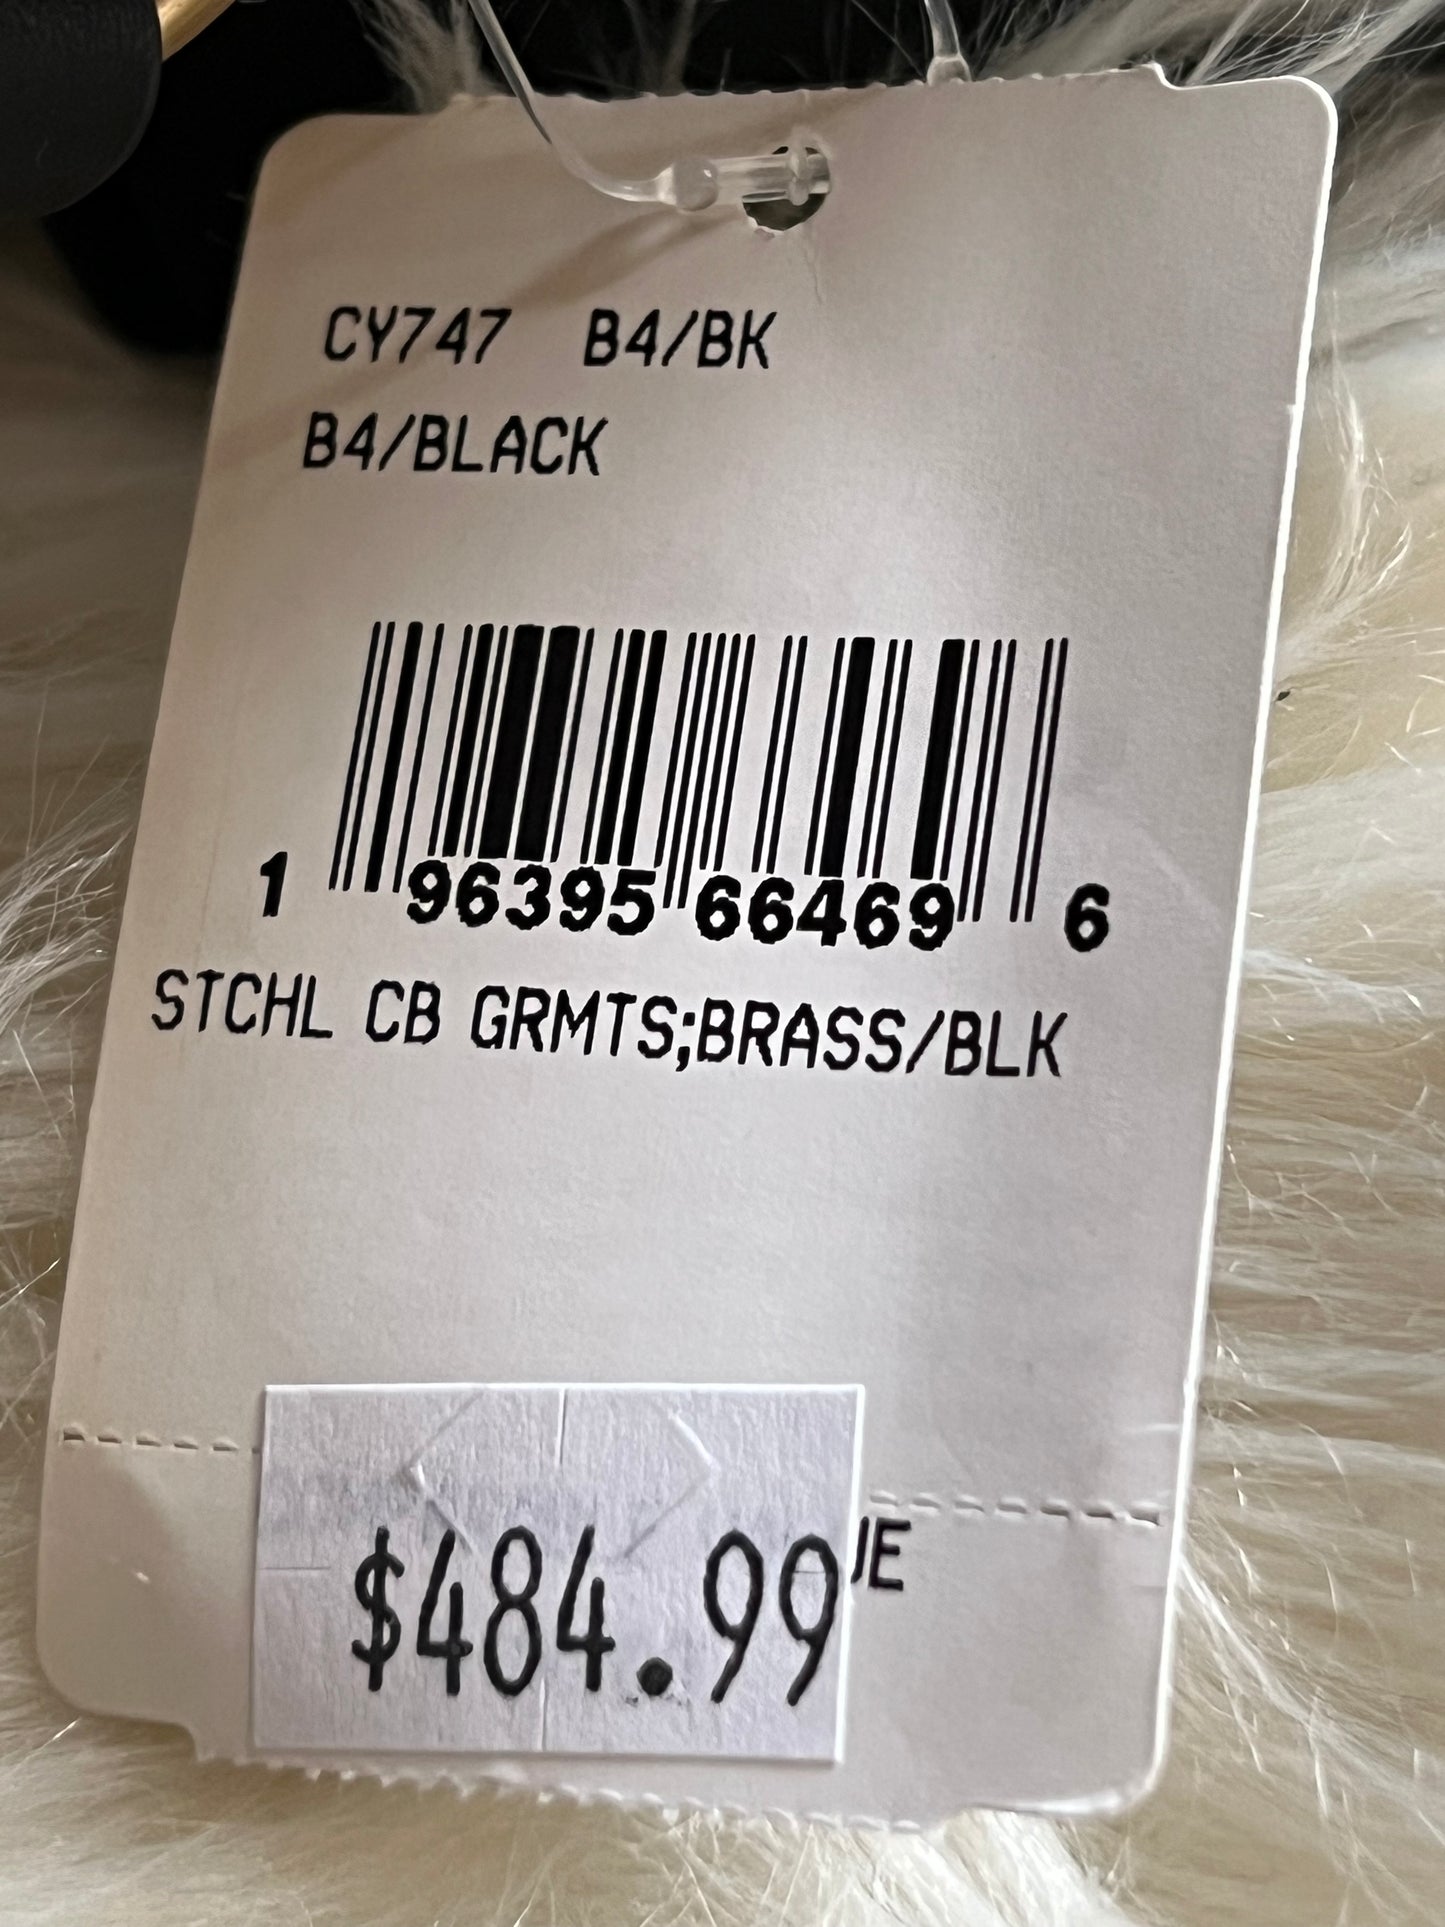 CY747 B4/BK
B4/BLACK
1 96395 66469 6
STCHL CB GRMTS;BRASS/BLK
$484.99